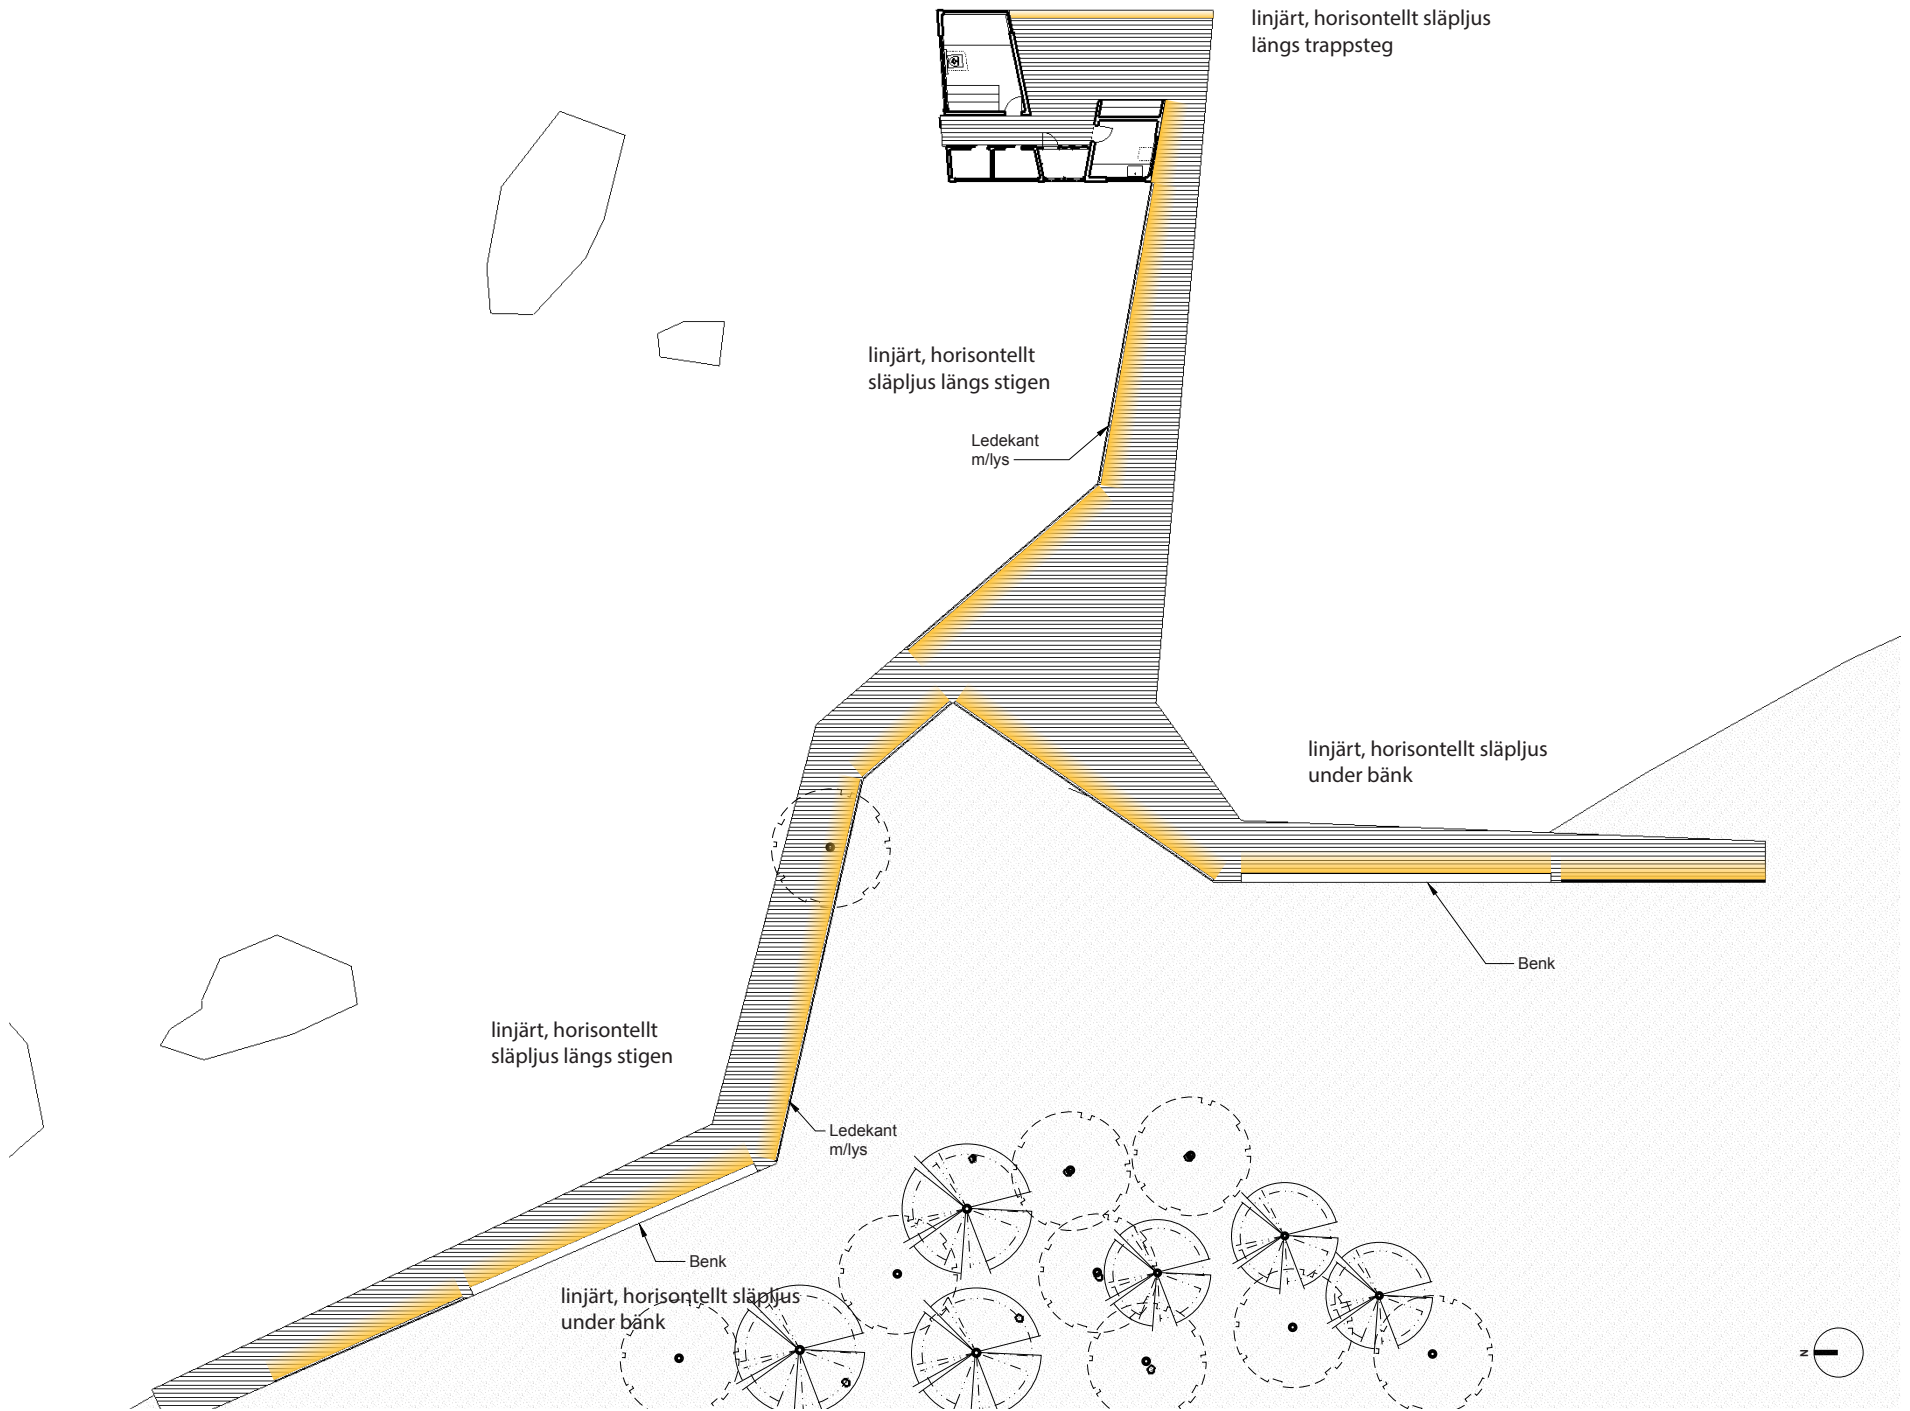 linjärt, horisontellt släpljus
längs trappsteg
linjärt, horisontellt
släpljus längs stigen
Ledekant
m/lys
linjärt, horisontellt släpljus
under bänk
Benk
linjärt, horisontellt
släpljus längs stigen
Ledekant
m/lys
Benk
linjärt, horisontellt släpljus
under bänk
N